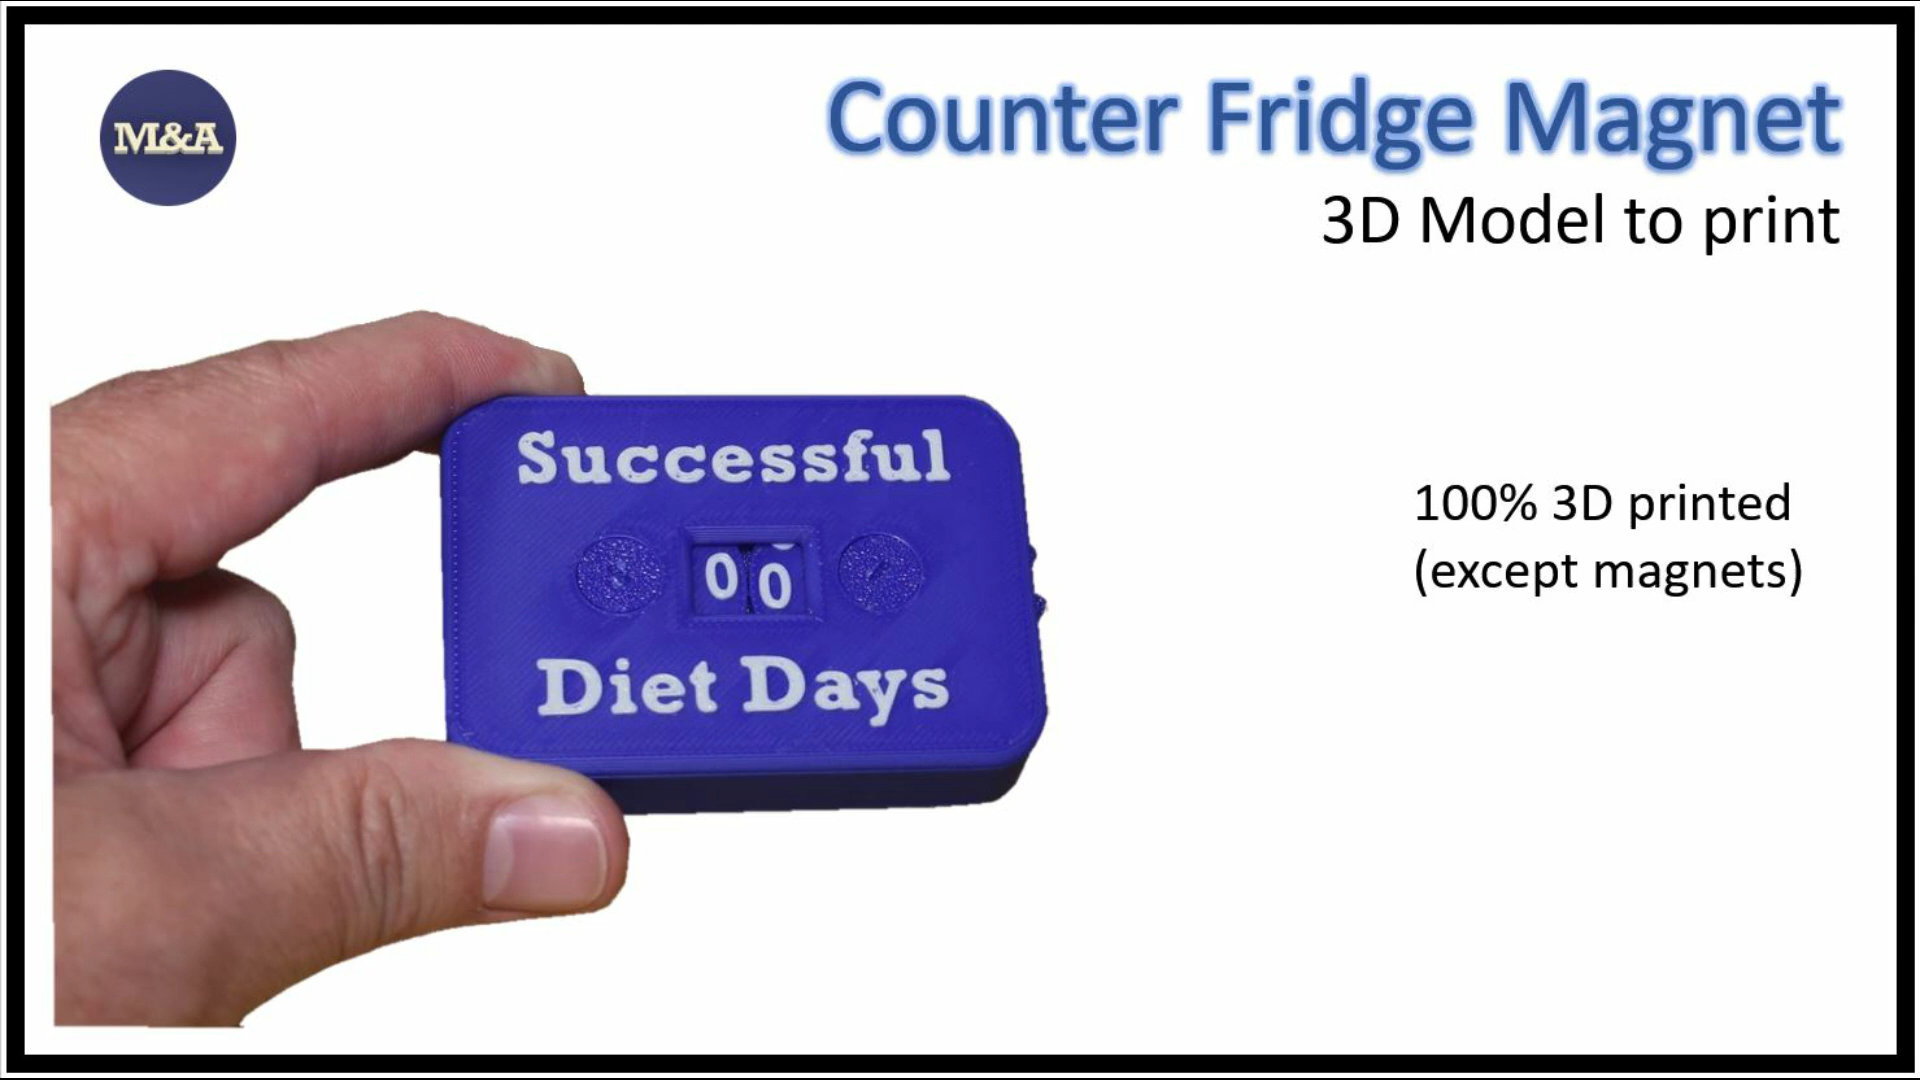 M&A
Counter Fridge Magnet
3D Model to print
Successful
00
Diet Days
100% 3D printed
(except magnets)